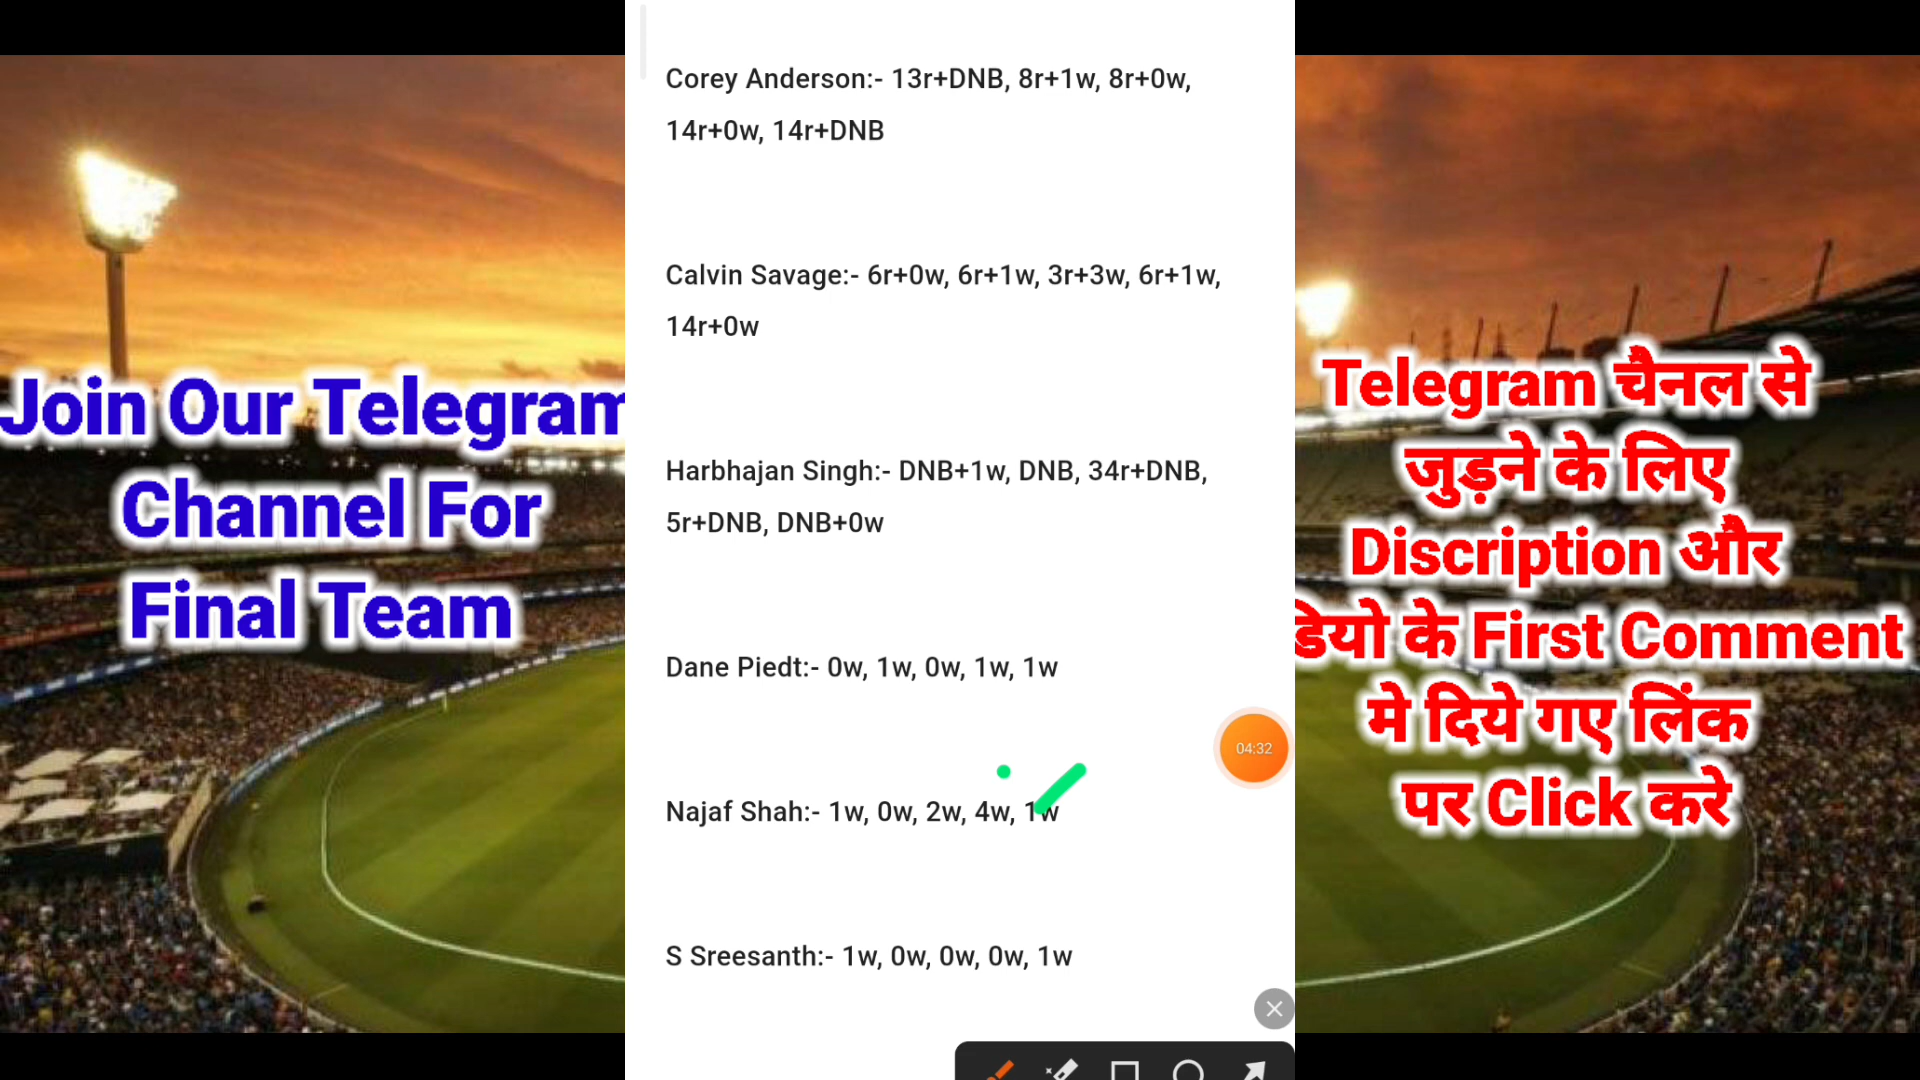 Join Our Telegram
Channel For
Final Team
Corey Anderson:- 13r+DNB, 8r+1w, 8r+0w,
14r+0w, 14r+DNB
Calvin Savage:- 6r+0w, 6r+1w, 3r+3w, 6r+1w,
14r+0w
Harbhajan Singh:- DNB+1w, DNB, 34r+DNB,
5r+DNB, DNB+0w
Dane Piedt:- 0w, 1w, 0w, 1w, 1w
Najaf Shah:- 1w, 0w, 2w, 4w, 1w
S Sreesanth:- 1w, 0w, 0w, 0w, 1w
04:32
Telegram चैनल से
जुड़ने के लिए
Discription और
डियो के First Comment
मे दिये गए लिंक
पर Click करे